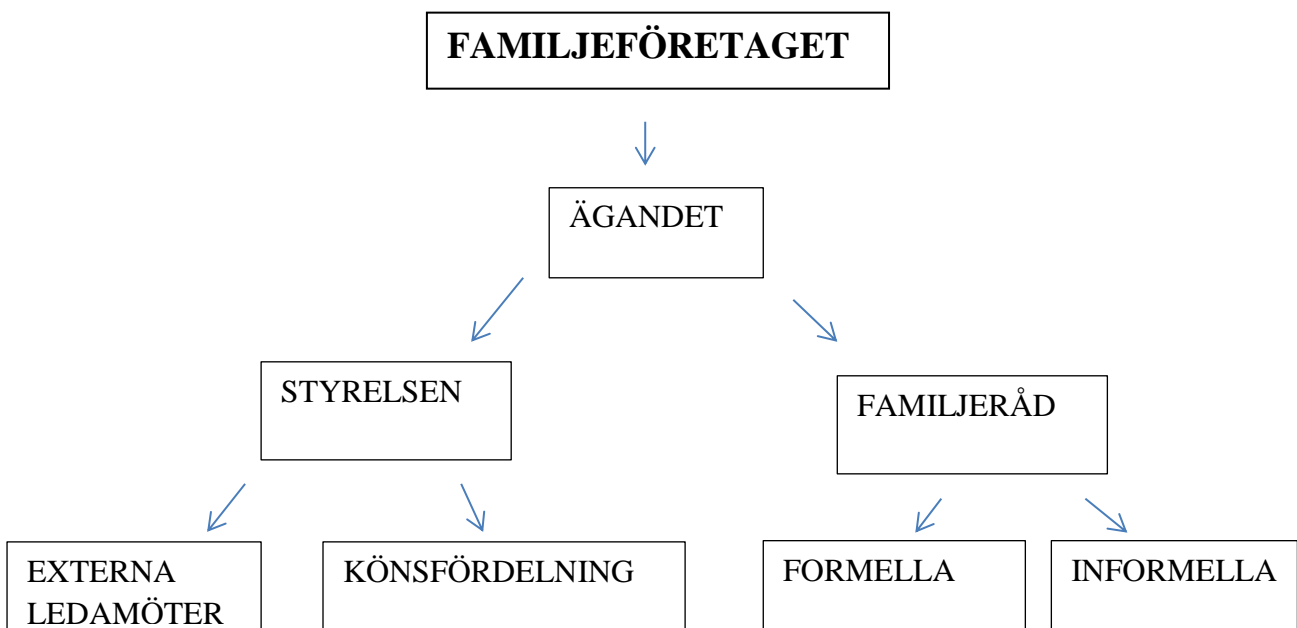 FAMILJEFÖRETAGET
ÄGANDET
STYRELSEN
FAMILJERÅD
EXTERNA
LEDAMÖTER
KÖNSFÖRDELNING
FORMELLA
INFORMELLA